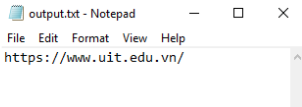 output.txt - Notepad
File Edit Format View Help
https://www.uit.edu.vn/